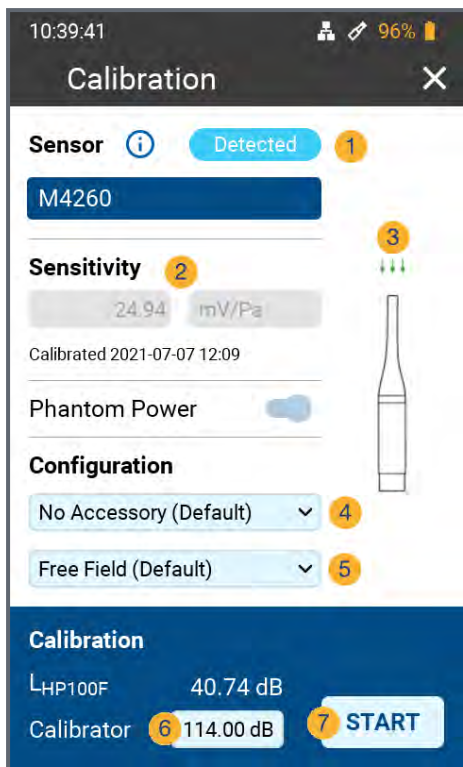 10:39:41 96%
Calibration
Sensor Detected 1
M4260
3
Sensitivity 2
24.94 mV/Pa
Calibrated 2021-07-07 12:09
Phantom Power
Configuration
No Accessory (Default) 4
Free Field (Default) 5
Calibration
LHP100F 40.74 dB
Calibrator 6 114.00 dB 7 START